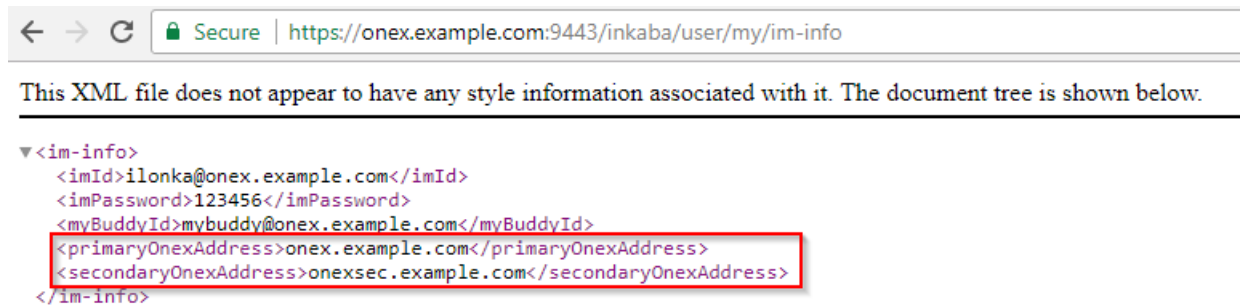 Secure | https://onex.example.com:9443/inkaba/user/my/im-info
This XML file does not appear to have any style information associated with it. The document tree is shown below.
▼<im-info>
<imId>ilonka@onex.example.com</imId>
<imPassword>123456</imPassword>
<myBuddyId>mybuddy@onex.example.com</myBuddyId>
<primaryOnexAddress>onex.example.com</primaryOnexAddress>
<secondaryOnexAddress>onexsec.example.com</secondaryOnexAddress>
</im-info>